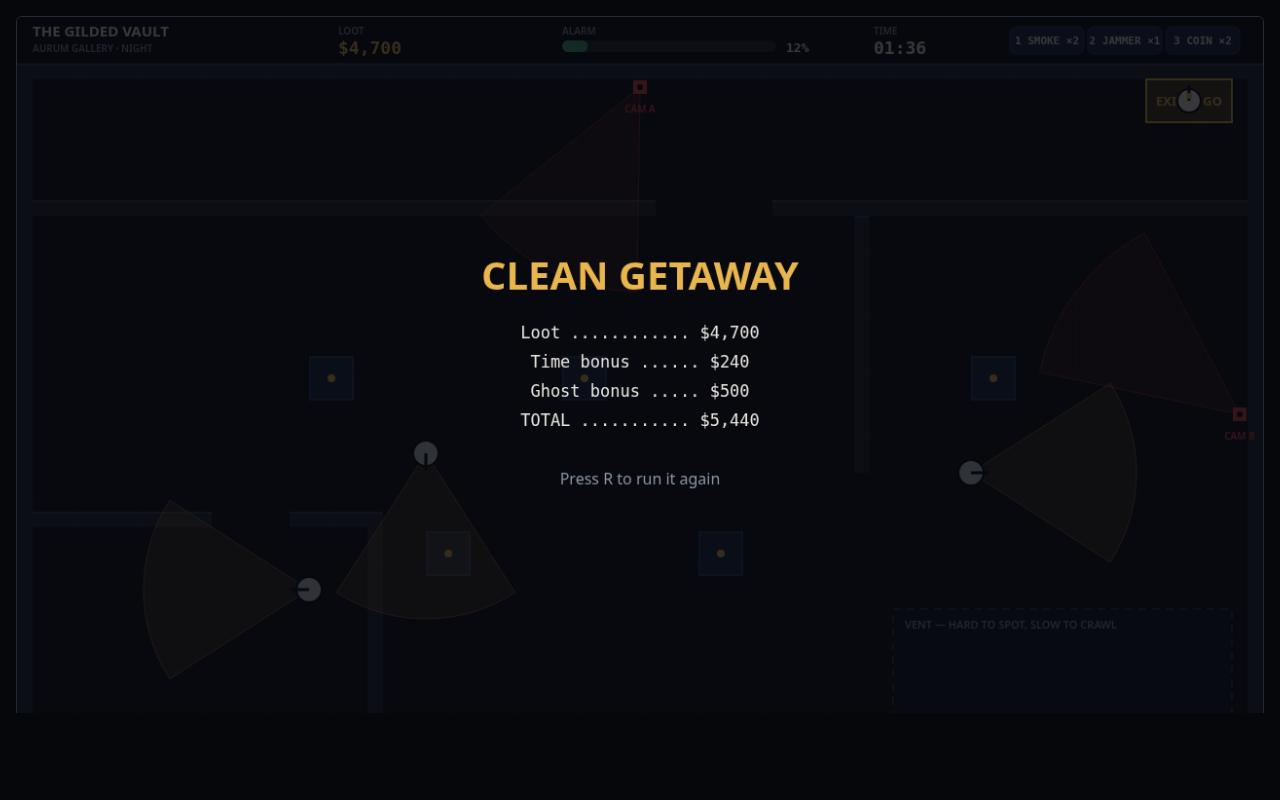 THE GILDED VAULT
AURUM GALLERY · NIGHT
LOOT
$4,700
ALARM
12%
TIME
01:36
1 SMOKE ×2
2 JAMMER ×1
3 COIN ×2
CAM A
EXI GO
CLEAN GETAWAY
Loot ............ $4,700
Time bonus ...... $240
Ghost bonus ..... $500
TOTAL ........... $5,440
Press R to run it again
CAM B
VENT — HARD TO SPOT, SLOW TO CRAWL